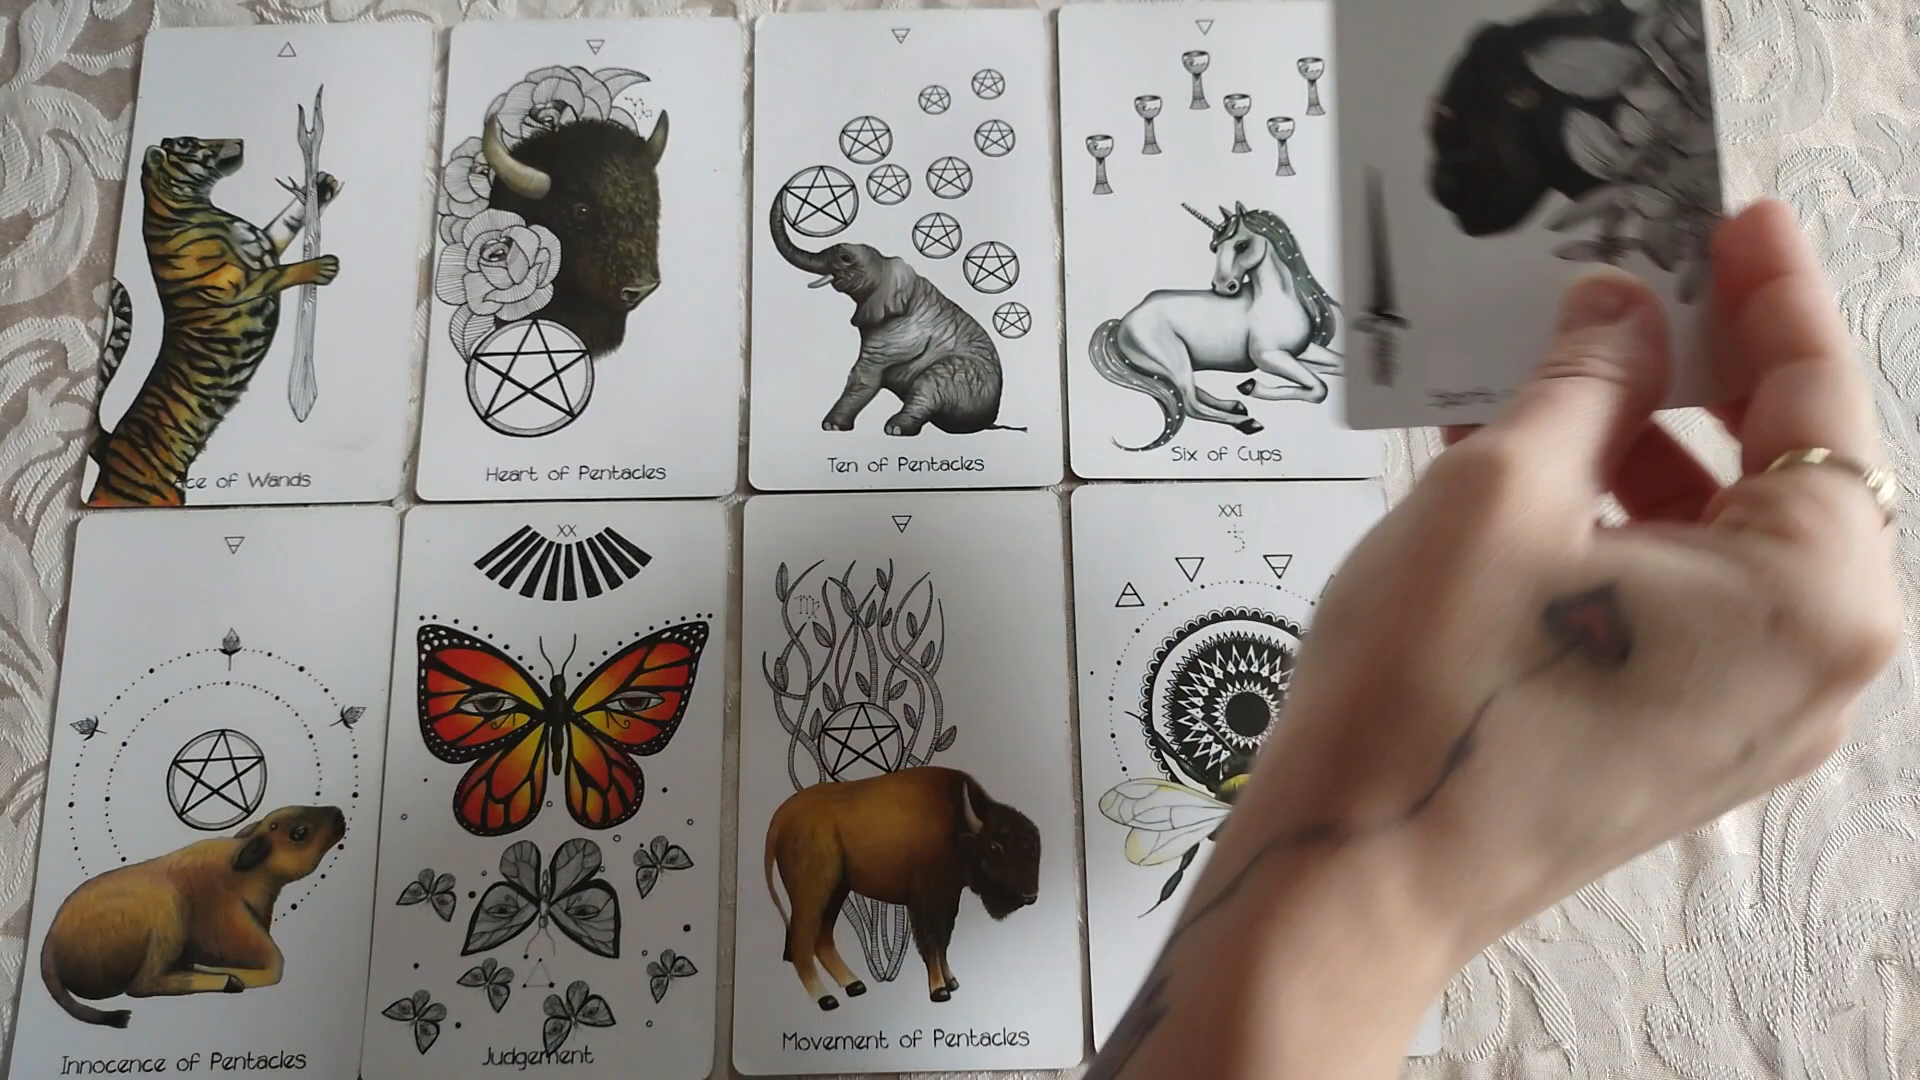 Ace of Wands
Heart of Pentacles
Ten of Pentacles
Six of Cups
Innocence of Pentacles
XX
Judgement
Movement of Pentacles
XXI